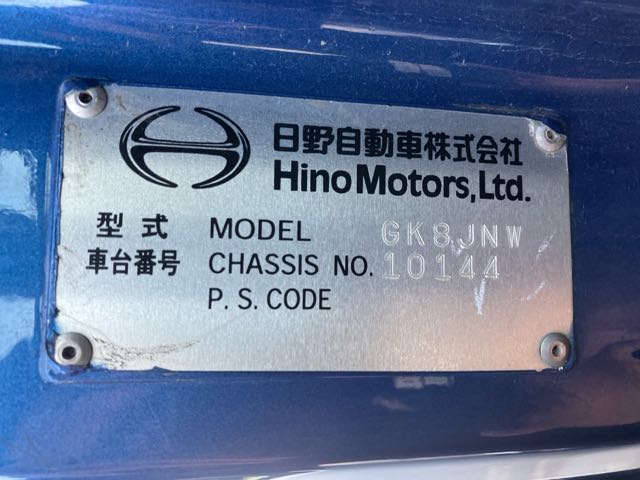 日野自動車株式会社
Hino Motors, Ltd.
型式 MODEL GK8JNW
車台番号 CHASSIS NO. 10144
P. S. CODE